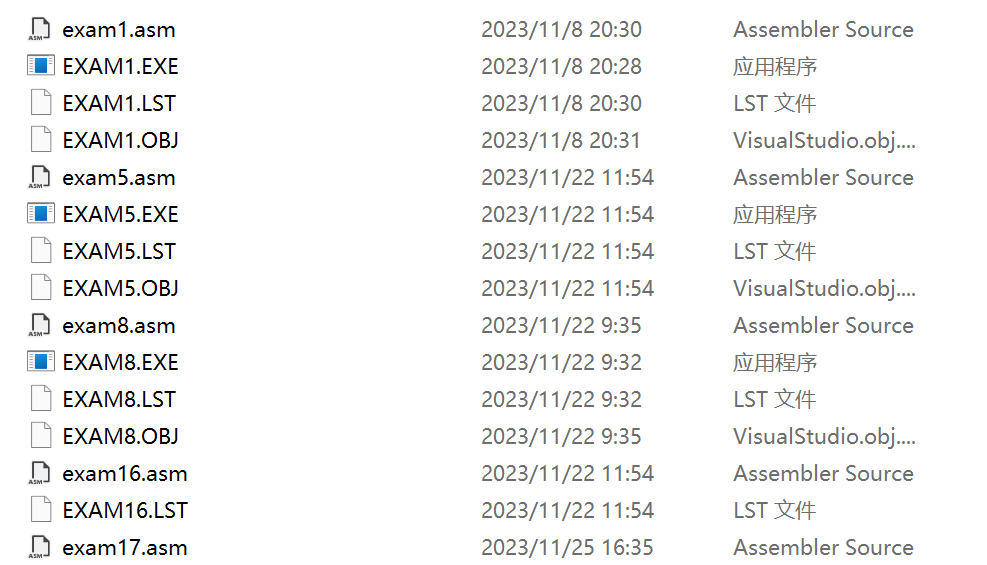 exam1.asm 2023/11/8 20:30 Assembler Source
EXAM1.EXE 2023/11/8 20:28 应用程序
EXAM1.LST 2023/11/8 20:30 LST 文件
EXAM1.OBJ 2023/11/8 20:31 VisualStudio.obj....
exam5.asm 2023/11/22 11:54 Assembler Source
EXAM5.EXE 2023/11/22 11:54 应用程序
EXAM5.LST 2023/11/22 11:54 LST 文件
EXAM5.OBJ 2023/11/22 11:54 VisualStudio.obj....
exam8.asm 2023/11/22 9:35 Assembler Source
EXAM8.EXE 2023/11/22 9:32 应用程序
EXAM8.LST 2023/11/22 9:32 LST 文件
EXAM8.OBJ 2023/11/22 9:35 VisualStudio.obj....
exam16.asm 2023/11/22 11:54 Assembler Source
EXAM16.LST 2023/11/22 11:54 LST 文件
exam17.asm 2023/11/25 16:35 Assembler Source